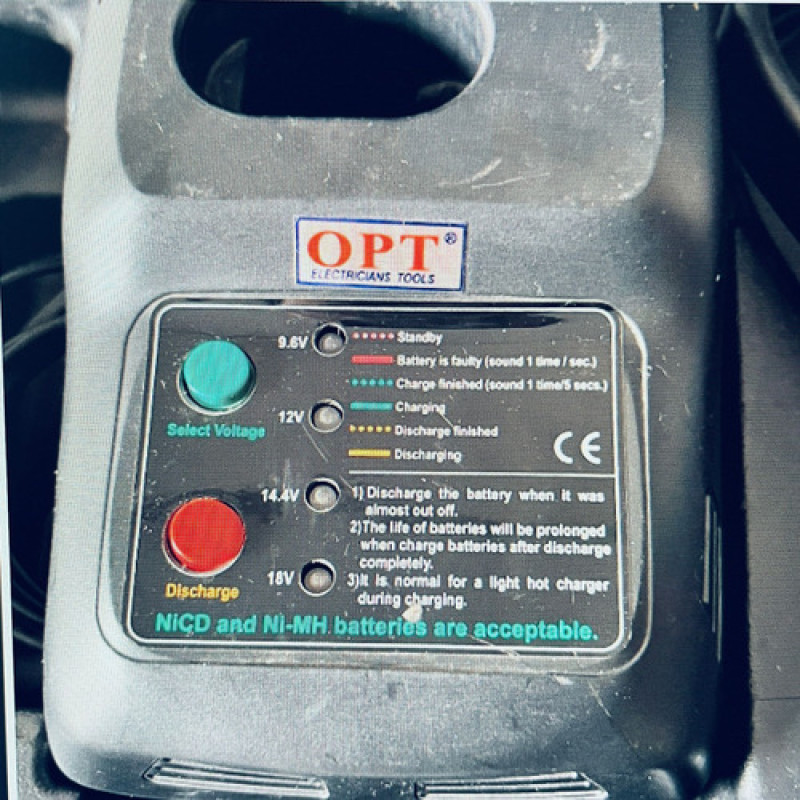 OPT®
ELECTRICIANS TOOLS
9.6V
Standby
Battery is faulty (sound 1 time / sec.)
Charge finished (sound 1 time/5 secs.)
Select Voltage
12V
Charging
Discharge finished
Discharging
CE
14.4V
1) Discharge the battery when it was
almost out off.
2)The life of batteries will be prolonged
when charge batteries after discharge
completely.
Discharge
18V
3)It is normal for a light hot charger
during charging.
NiCD and Ni-MH batteries are acceptable.